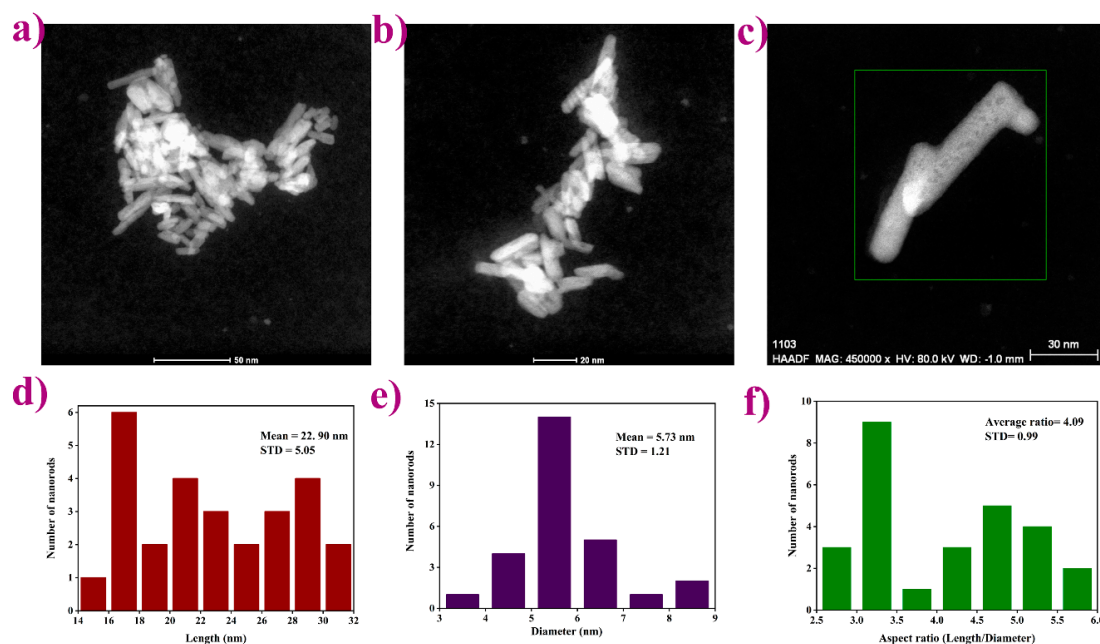 a)
b)
c)
50 nm
20 nm
1103
30 nm
HAADF MAG: 450000 x HV: 80.0 kV WD: -1.0 mm
d)
Mean = 22. 90 nm
STD = 5.05
Number of nanorods
6
5
4
3
2
1
0
14 16 18 20 22 24 26 28 30 32
Length (nm)
e)
Mean = 5.73 nm
STD = 1.21
Number of nanorods
15
12
9
6
3
0
3 4 5 6 7 8 9
Diameter (nm)
f)
Average ratio= 4.09
STD= 0.99
Number of nanorods
10
8
6
4
2
0
2.5 3.0 3.5 4.0 4.5 5.0 5.5 6.0
Aspect ratio (Length/Diameter)